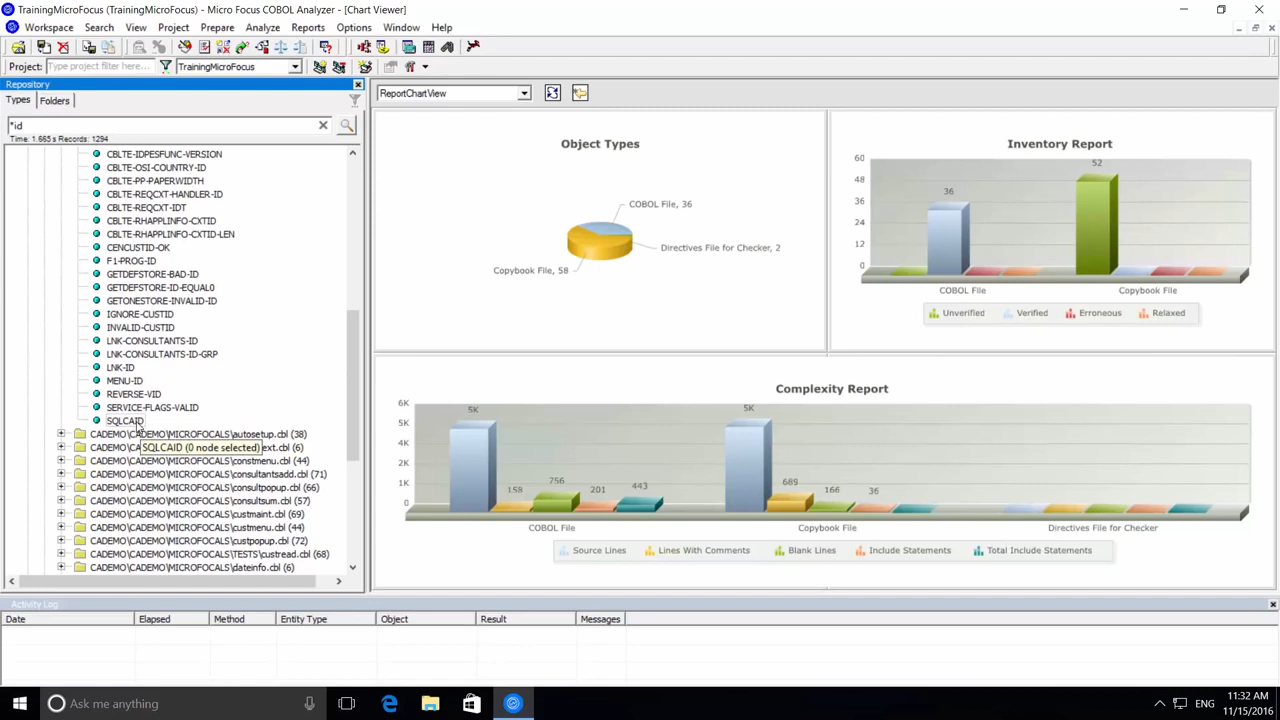 TrainingMicroFocus (TrainingMicroFocus) - Micro Focus COBOL Analyzer - [Chart Viewer]
Workspace Search View Project Prepare Analyze Reports Options Window Help
Project: Type project filter here... TrainingMicroFocus
Repository
Types Folders
*id
Time: 1.665 s Records: 1294
CBLTE-IDPESFUNC-VERSION
CBLTE-OSI-COUNTRY-ID
CBLTE-PP-PAPERWIDTH
CBLTE-REQCXT-HANDLER-ID
CBLTE-REQCXT-IDT
CBLTE-RHAPPLINFO-CXTID
CBLTE-RHAPPLINFO-CXTID-LEN
CENCUSTID-OK
F1-PROG-ID
GETDEFSTORE-BAD-ID
GETDEFSTORE-ID-EQUAL0
GETONESTORE-INVALID-ID
IGNORE-CUSTID
INVALID-CUSTID
LNK-CONSULTANTS-ID
LNK-CONSULTANTS-ID-GRP
LNK-ID
MENU-ID
REVERSE-VID
SERVICE-FLAGS-VALID
SQLCAID
CADEMO\CADEMO\MICROFOCALS\autosetup.cbl (38)
CADEMO\CA SQLCAID (0 node selected) ext.cbl (6)
CADEMO\CADEMO\MICROFOCALS\constmenu.cbl (44)
CADEMO\CADEMO\MICROFOCALS\consultantsadd.cbl (71)
CADEMO\CADEMO\MICROFOCALS\consultpopup.cbl (66)
CADEMO\CADEMO\MICROFOCALS\consultsum.cbl (57)
CADEMO\CADEMO\MICROFOCALS\custmaint.cbl (69)
CADEMO\CADEMO\MICROFOCALS\custmenu.cbl (44)
CADEMO\CADEMO\MICROFOCALS\custpopup.cbl (72)
CADEMO\CADEMO\MICROFOCALS\TESTS\custread.cbl (68)
CADEMO\CADEMO\MICROFOCALS\dateinfo.cbl (6)
ReportChartView
Object Types
COBOL File, 36
Directives File for Checker, 2
Copybook File, 58
Inventory Report
60
48
36
24
12
0
36
52
COBOL File Copybook File
Unverified Verified Erroneous Relaxed
Complexity Report
6K
5K
4K
2K
1K
0
5K 158 756 201 443
5K 689 166 36
COBOL File Copybook File Directives File for Checker
Source Lines Lines With Comments Blank Lines Include Statements Total Include Statements
Activity Log
Date Elapsed Method Entity Type Object Result Messages
Ask me anything
ENG
11:32 AM
11/15/2016